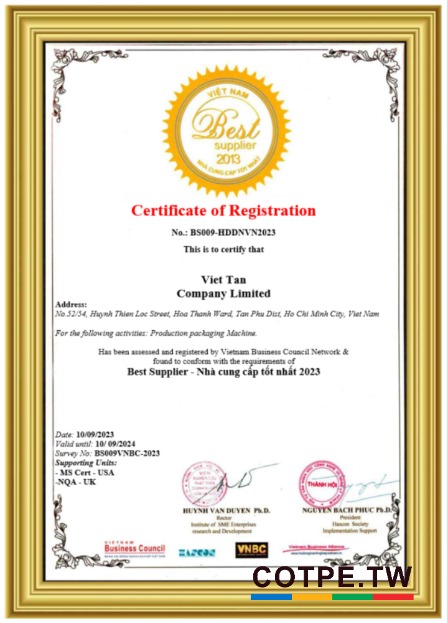 VIỆT NAM
Best
supplier
2013
NHÀ CUNG CẤP TỐT NHẤT
Certificate of Registration
No.: BS009-HDDNVN2023
This is to certify that
Viet Tan
Company Limited
Address:
No.52/54, Huynh Thien Loc Street, Hoa Thanh Ward, Tan Phu Dist, Ho Chi Minh City, Viet Nam
For the following activities: Production packaging Machine.
Has been assessed and registered by Vietnam Business Council Network &
found to conform with the requirements of
Best Supplier - Nhà cung cấp tốt nhất 2023
Date: 10/09/2023
Valid until: 10/ 09/2024
Survey No: BS009VNBC-2023
Supporting Units:
- MS Cert - USA
-NQA - UK
THÀNH HỘI
HUYNH VAN DUYEN Ph.D.
Rector
Institute of SME Enterprises
research and Development
NGUYEN BACH PHUC Ph.D.
President
Hascon Society
Implementation Support
VIETNAM
Business Council
HASCON
VNBC
Vietnam Business
COTPE.TW